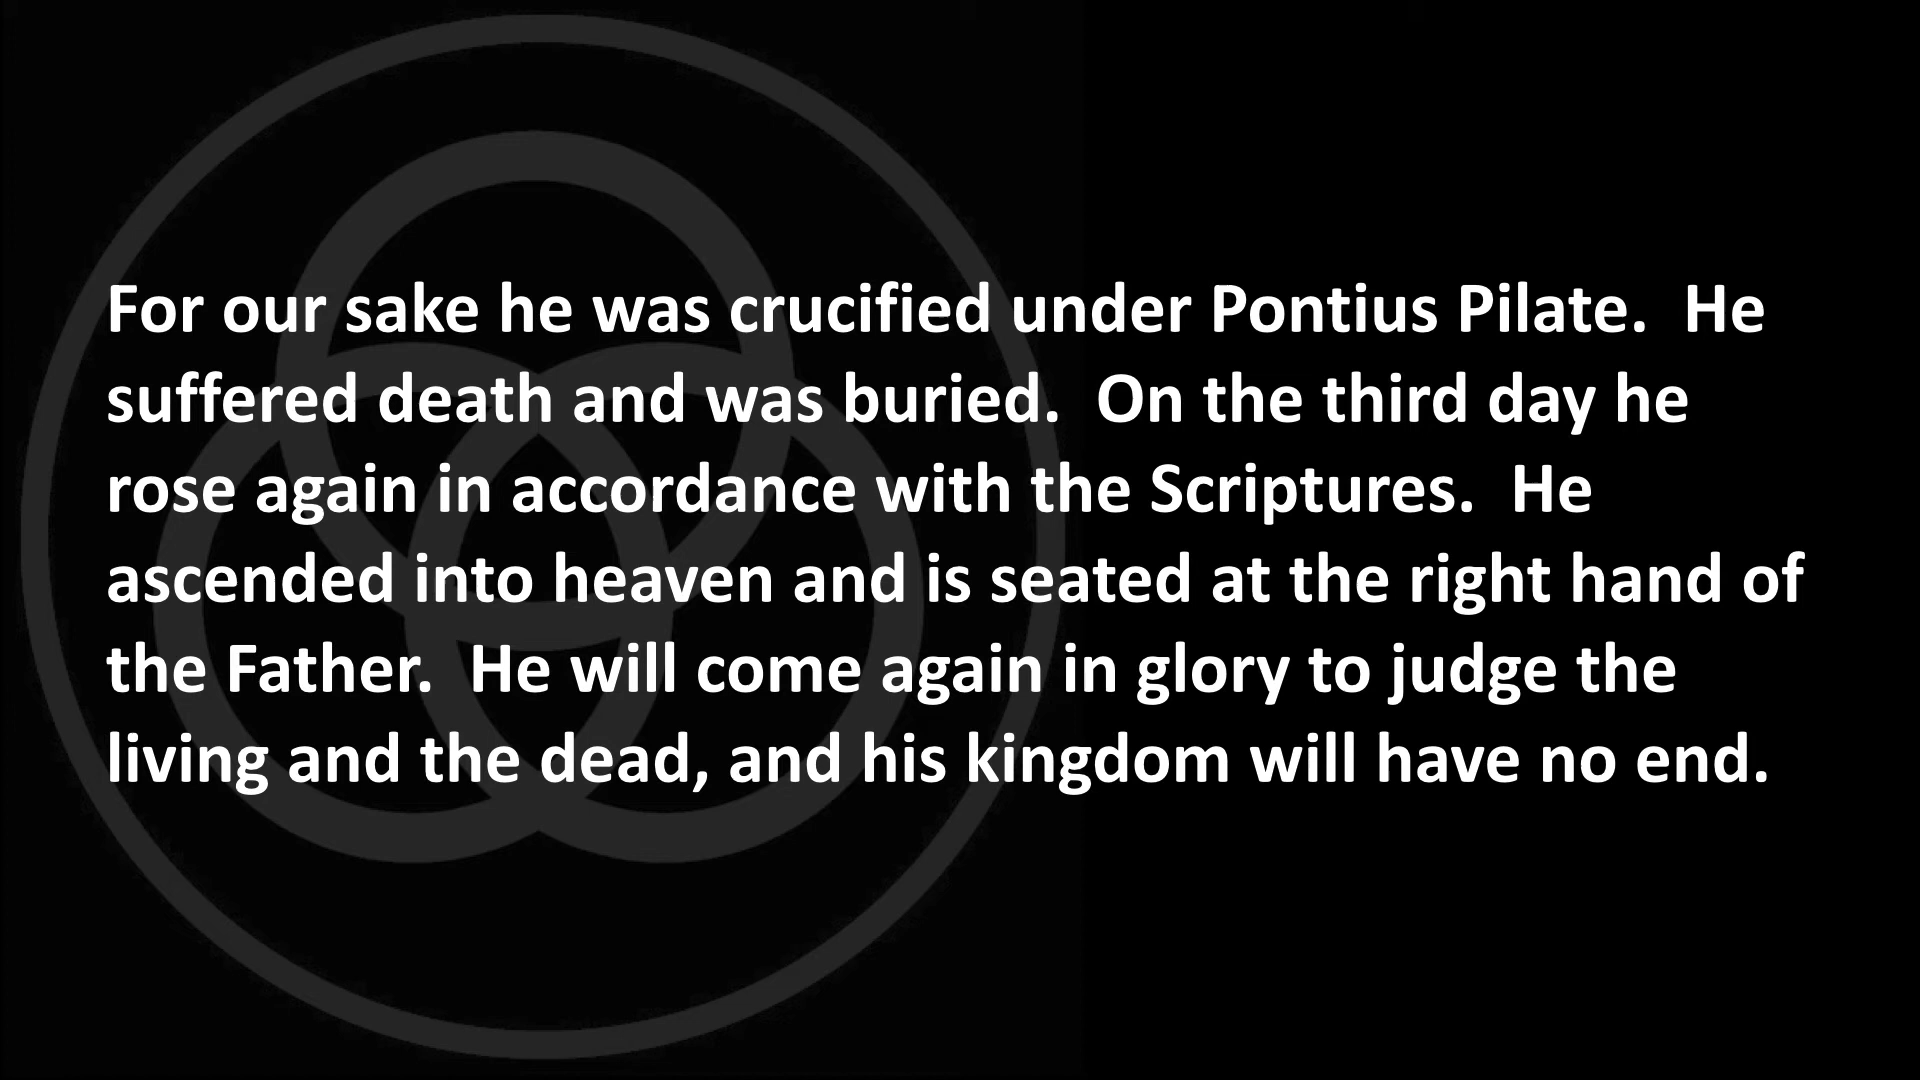 For our sake he was crucified under Pontius Pilate.  He
suffered death and was buried.  On the third day he
rose again in accordance with the Scriptures.  He
ascended into heaven and is seated at the right hand of
the Father.  He will come again in glory to judge the
living and the dead, and his kingdom will have no end.